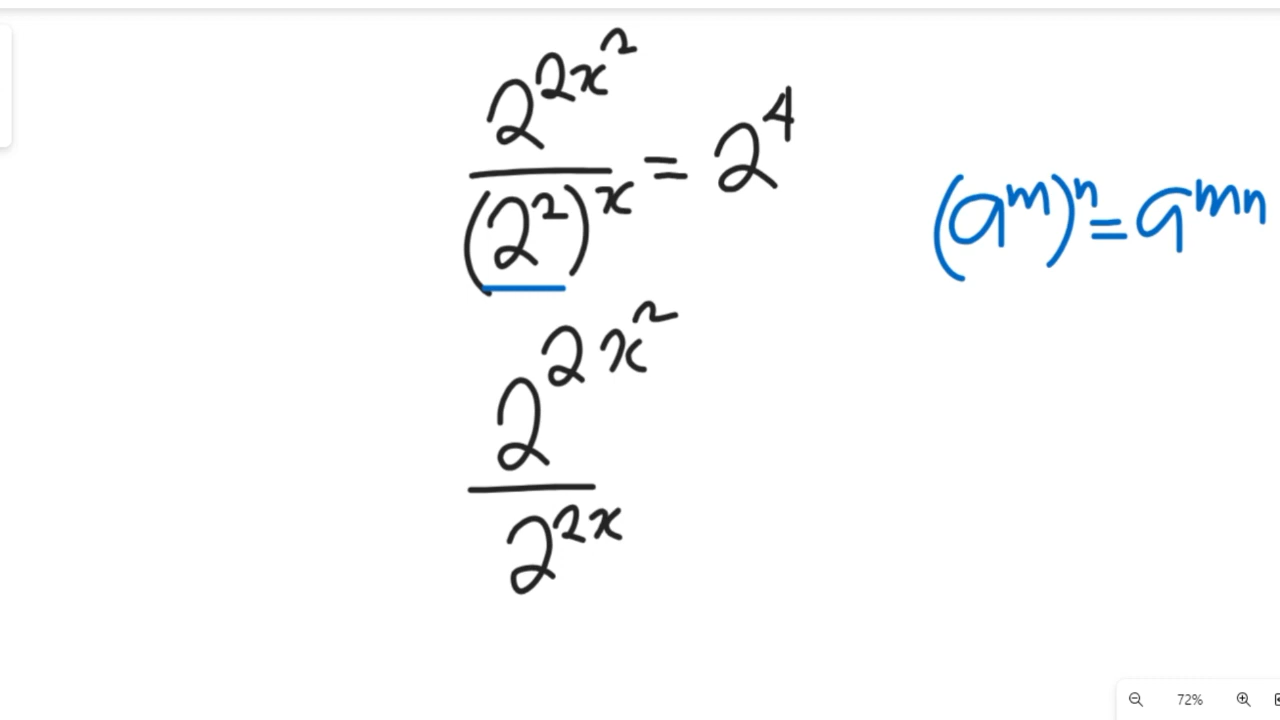 2^{2x^2}/(2^2)^x = 2^4
(a^m)^n = a^{mn}
2^{2x^2}/2^{2x}
72%